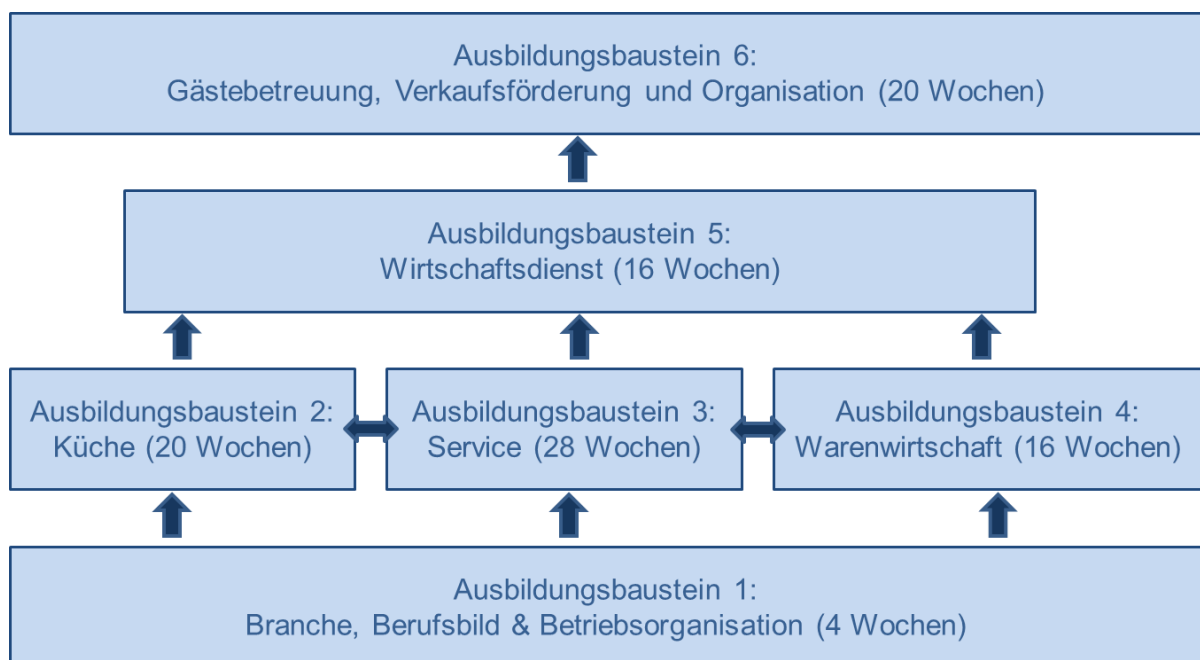 Ausbildungsbaustein 6:
Gästebetreuung, Verkaufsförderung und Organisation (20 Wochen)
Ausbildungsbaustein 5:
Wirtschaftsdienst (16 Wochen)
Ausbildungsbaustein 2:
Küche (20 Wochen)
Ausbildungsbaustein 3:
Service (28 Wochen)
Ausbildungsbaustein 4:
Warenwirtschaft (16 Wochen)
Ausbildungsbaustein 1:
Branche, Berufsbild & Betriebsorganisation (4 Wochen)